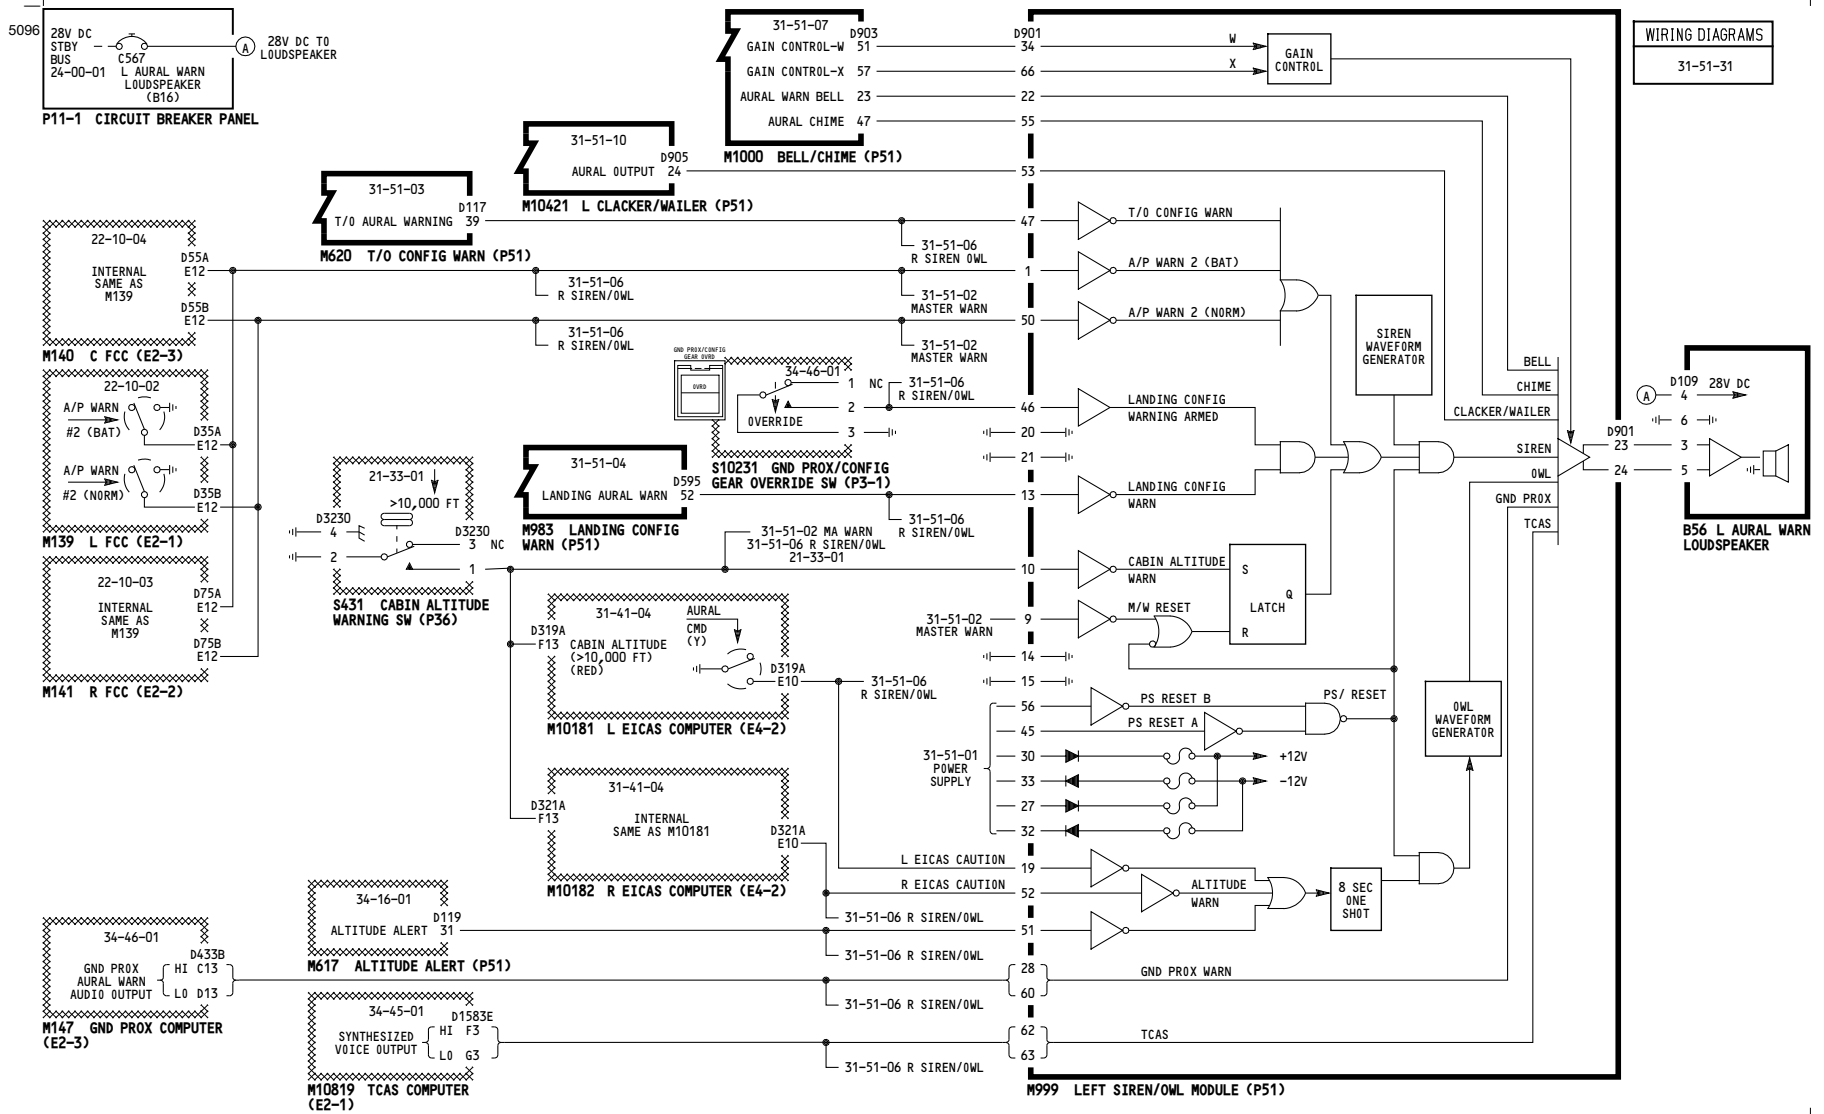 5096
28V DC
STBY
BUS
24-00-01
C567
L AURAL WARN
LOUDSPEAKER
(B16)
A
28V DC TO
LOUDSPEAKER
P11-1 CIRCUIT BREAKER PANEL
31-51-07
D903
GAIN CONTROL-W 51
GAIN CONTROL-X 57
AURAL WARN BELL 23
AURAL CHIME 47
M1000 BELL/CHIME (P51)
D901
34
66
22
55
53
W
X
GAIN
CONTROL
WIRING DIAGRAMS
31-51-31
31-51-10
D905
AURAL OUTPUT 24
M10421 L CLACKER/WAILER (P51)
31-51-03
D117
T/O AURAL WARNING 39
M620 T/O CONFIG WARN (P51)
31-51-06
R SIREN OWL
47
T/O CONFIG WARN
22-10-04
INTERNAL
SAME AS
M139
D55A
E12
D55B
E12
M140 C FCC (E2-3)
31-51-06
R SIREN/OWL
31-51-02
MASTER WARN
1
A/P WARN 2 (BAT)
31-51-06
R SIREN/OWL
31-51-02
MASTER WARN
50
A/P WARN 2 (NORM)
SIREN
WAVEFORM
GENERATOR
22-10-02
A/P WARN
#2 (BAT)
D35A
E12
A/P WARN
#2 (NORM)
D35B
E12
M139 L FCC (E2-1)
22-10-03
INTERNAL
SAME AS
M139
D75A
E12
D75B
E12
M141 R FCC (E2-2)
GND PROX/CONFIG
GEAR OVRD
OVRD
34-46-01
1 NC
2
3
OVERRIDE
31-51-06
R SIREN/OWL
S10231 GND PROX/CONFIG
GEAR OVERRIDE SW (P3-1)
46
20
21
LANDING CONFIG
WARNING ARMED
31-51-04
D595
LANDING AURAL WARN 52
M983 LANDING CONFIG
WARN (P51)
31-51-06
R SIREN/OWL
13
LANDING CONFIG
WARN
21-33-01
>10,000 FT
D3230
4
2
D3230
3 NC
1
S431 CABIN ALTITUDE
WARNING SW (P36)
31-51-02 MA WARN
31-51-06 R SIREN/OWL
21-33-01
10
CABIN ALTITUDE
WARN
S
Q
LATCH
R
31-51-02
MASTER WARN
9
M/W RESET
14
15
31-41-04
AURAL
CMD
(Y)
D319A
F13
CABIN ALTITUDE
(>10,000 FT)
(RED)
D319A
E10
M10181 L EICAS COMPUTER (E4-2)
31-51-06
R SIREN/OWL
56
PS RESET B
PS/ RESET
45
PS RESET A
31-51-01
POWER
SUPPLY
30
+12V
33
-12V
27
32
OWL
WAVEFORM
GENERATOR
31-41-04
D321A
F13
INTERNAL
SAME AS M10181
D321A
E10
M10182 R EICAS COMPUTER (E4-2)
L EICAS CAUTION
19
R EICAS CAUTION
52
ALTITUDE
WARN
8 SEC
ONE
SHOT
31-51-06 R SIREN/OWL
34-16-01
D119
ALTITUDE ALERT 31
M617 ALTITUDE ALERT (P51)
51
31-51-06 R SIREN/OWL
34-46-01
D433B
GND PROX
AURAL WARN
AUDIO OUTPUT
HI C13
LO D13
M147 GND PROX COMPUTER
(E2-3)
28
60
GND PROX WARN
31-51-06 R SIREN/OWL
34-45-01
D1583E
SYNTHESIZED
VOICE OUTPUT
HI F3
LO G3
M10819 TCAS COMPUTER
(E2-1)
62
63
TCAS
31-51-06 R SIREN/OWL
M999 LEFT SIREN/OWL MODULE (P51)
BELL
CHIME
CLACKER/WAILER
SIREN
OWL
GND PROX
TCAS
D901
23
24
A
D109
4
28V DC
6
3
5
B56 L AURAL WARN
LOUDSPEAKER